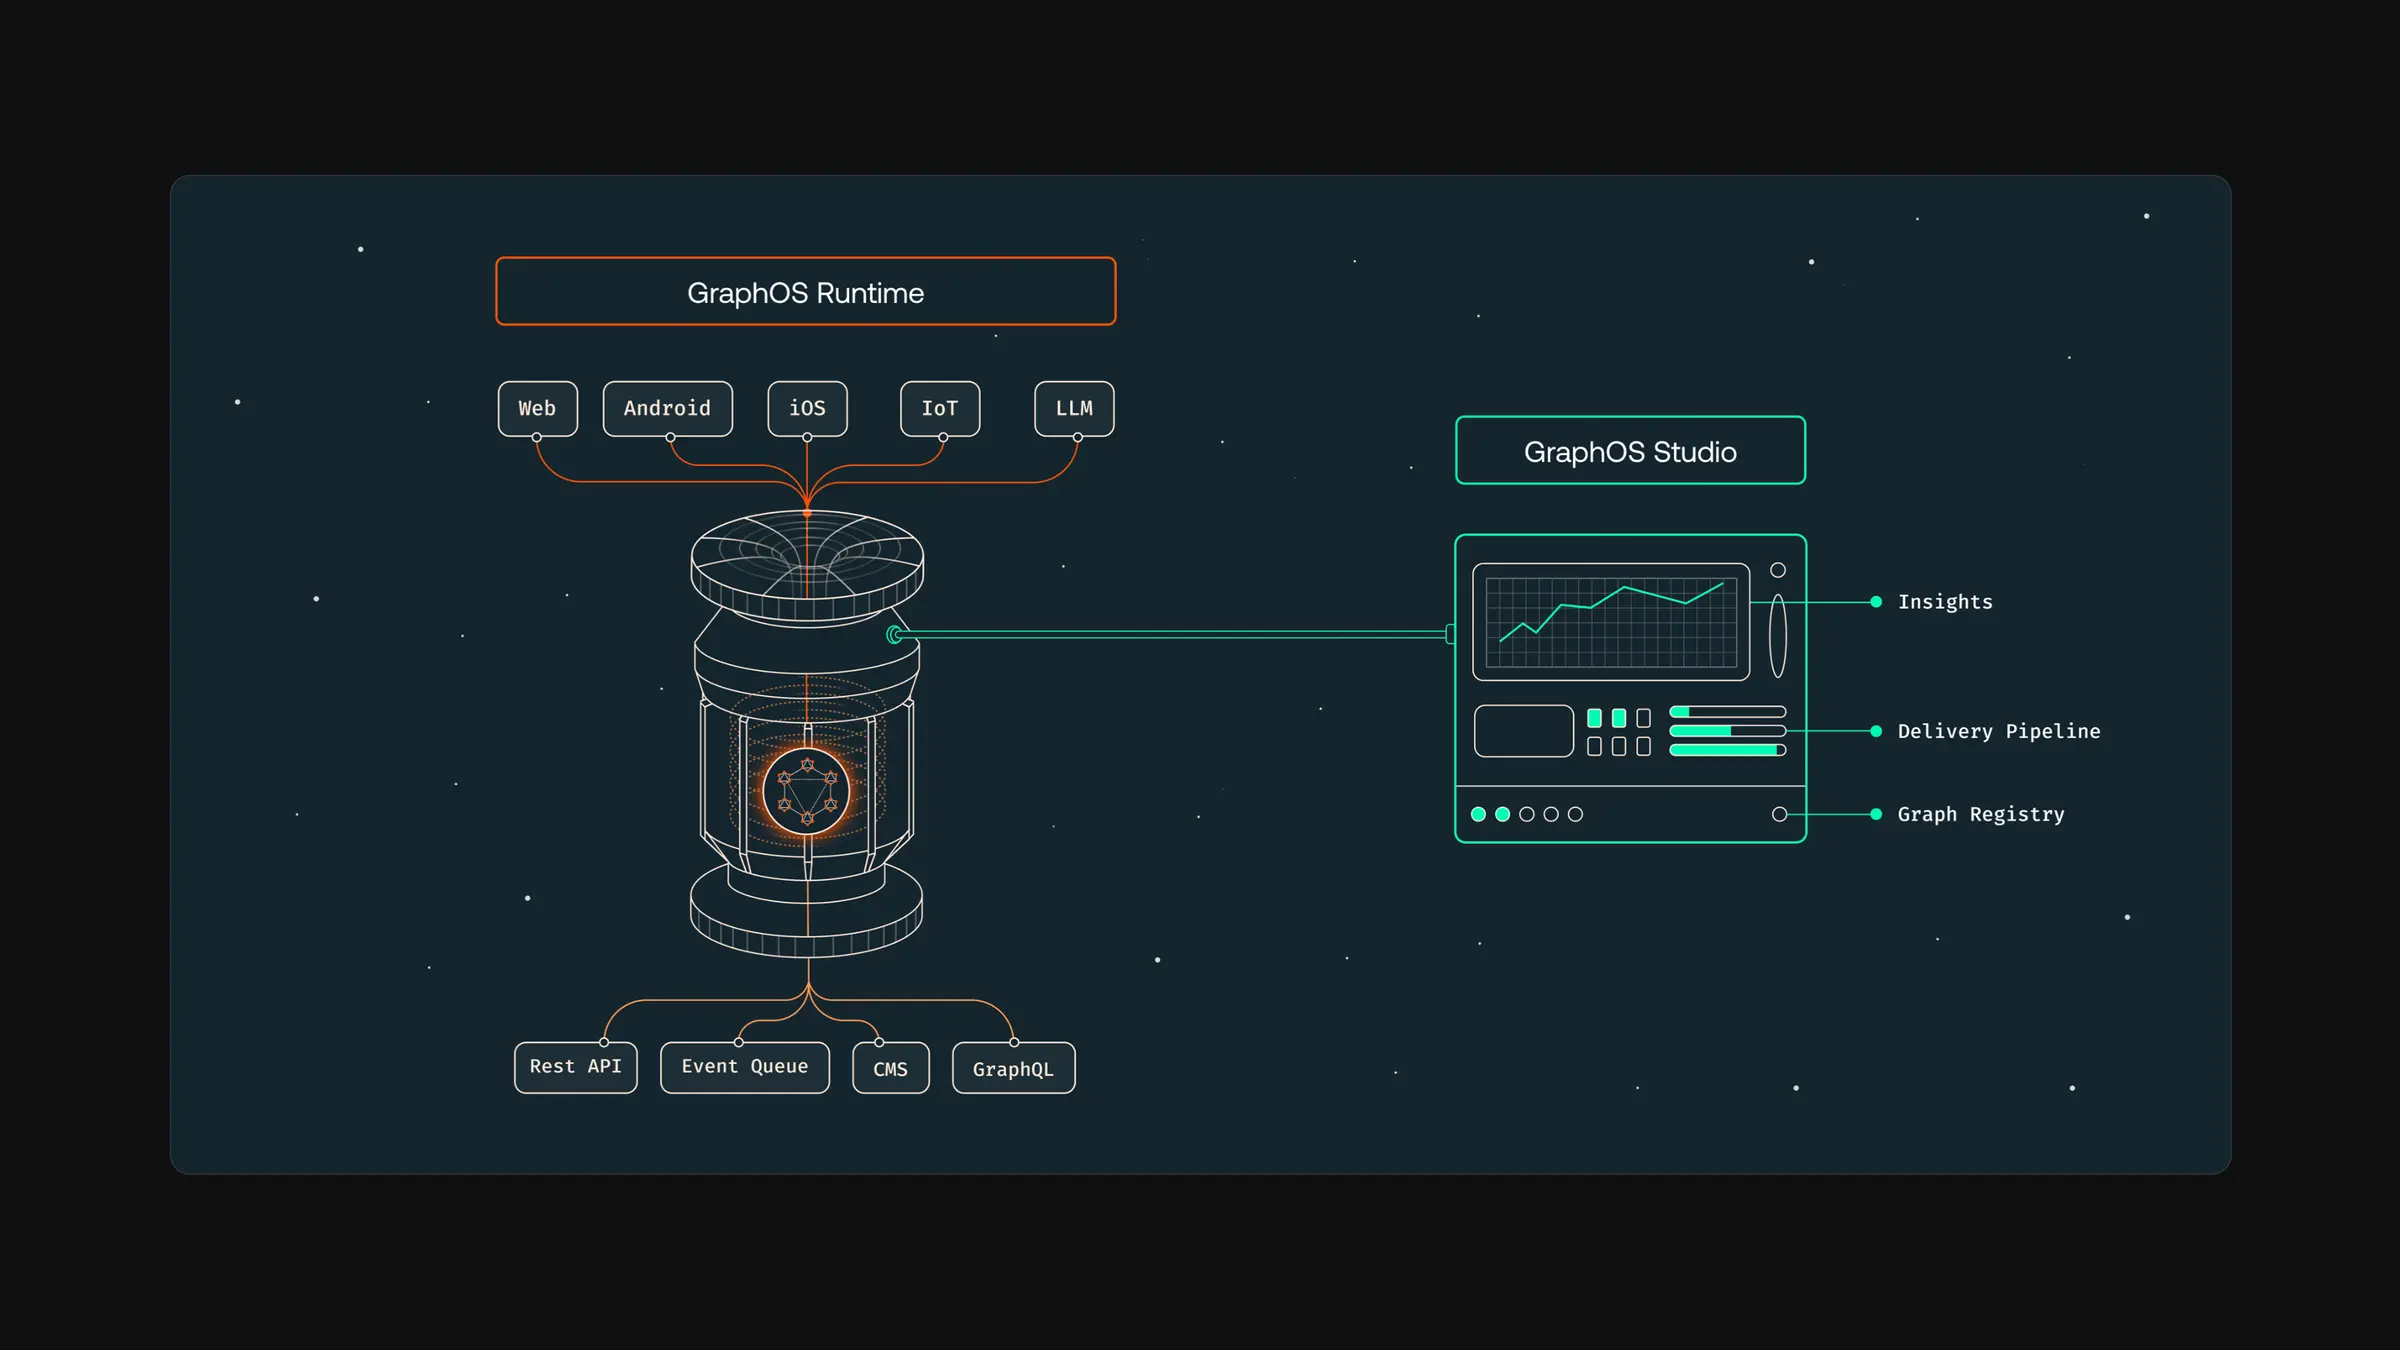 GraphOS Runtime
Web
Android
iOS
IoT
LLM
GraphOS Studio
Insights
Delivery Pipeline
Graph Registry
Rest API
Event Queue
CMS
GraphQL